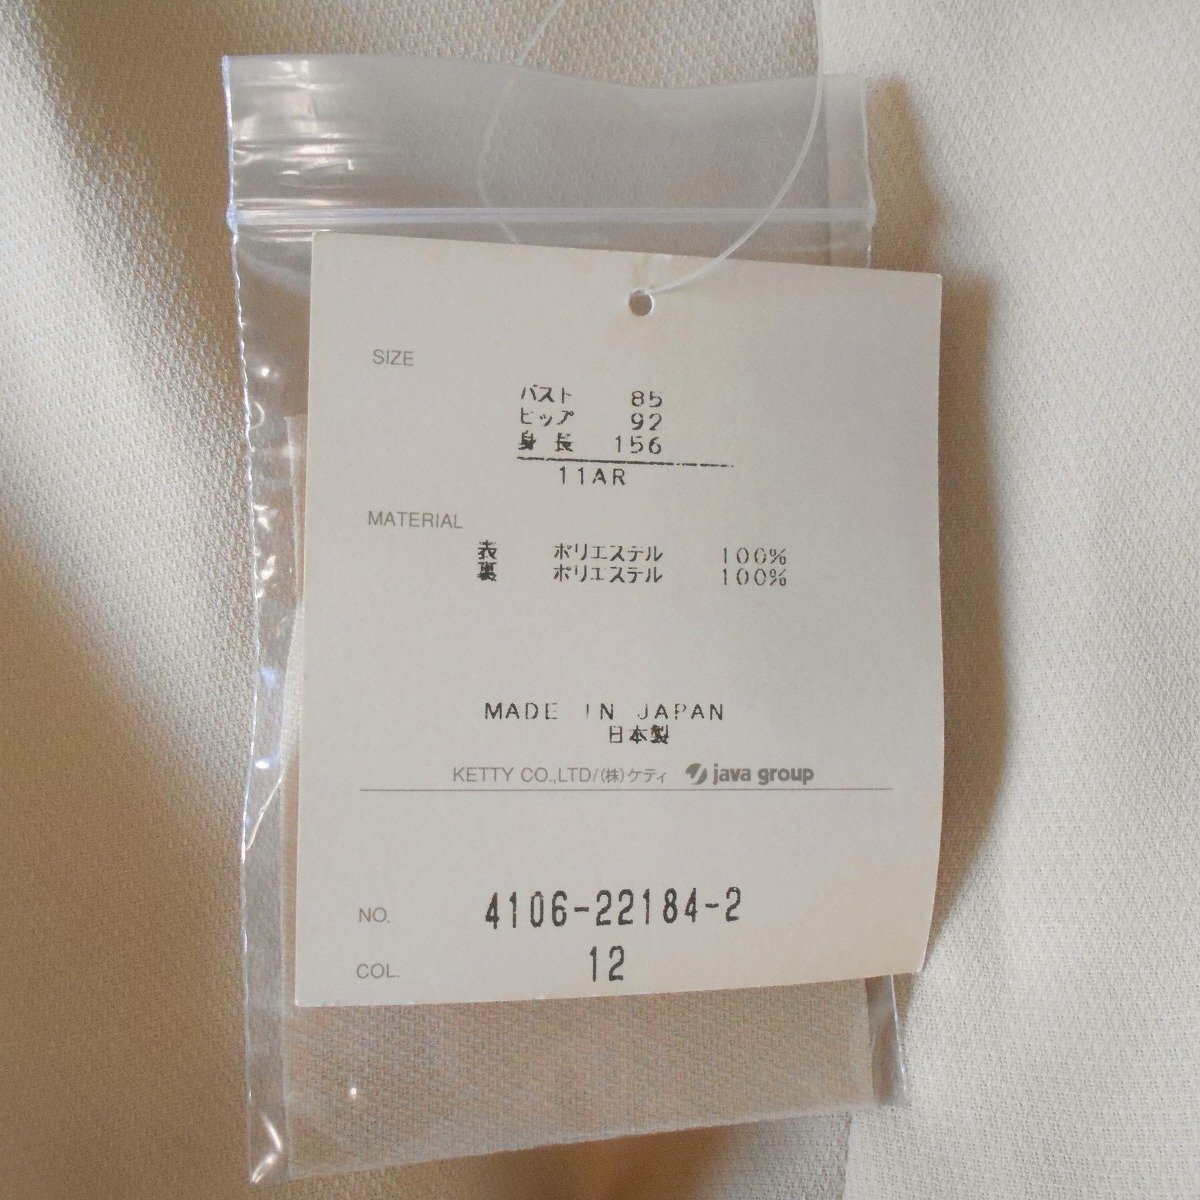 SIZE
バスト 85
ヒップ 92
身長 156
11AR
MATERIAL
表 ポリエステル 100%
裏 ポリエステル 100%
MADE IN JAPAN
日本製
KETTY CO.,LTD/(株)ケティ java group
NO. 4106-22184-2
COL. 12